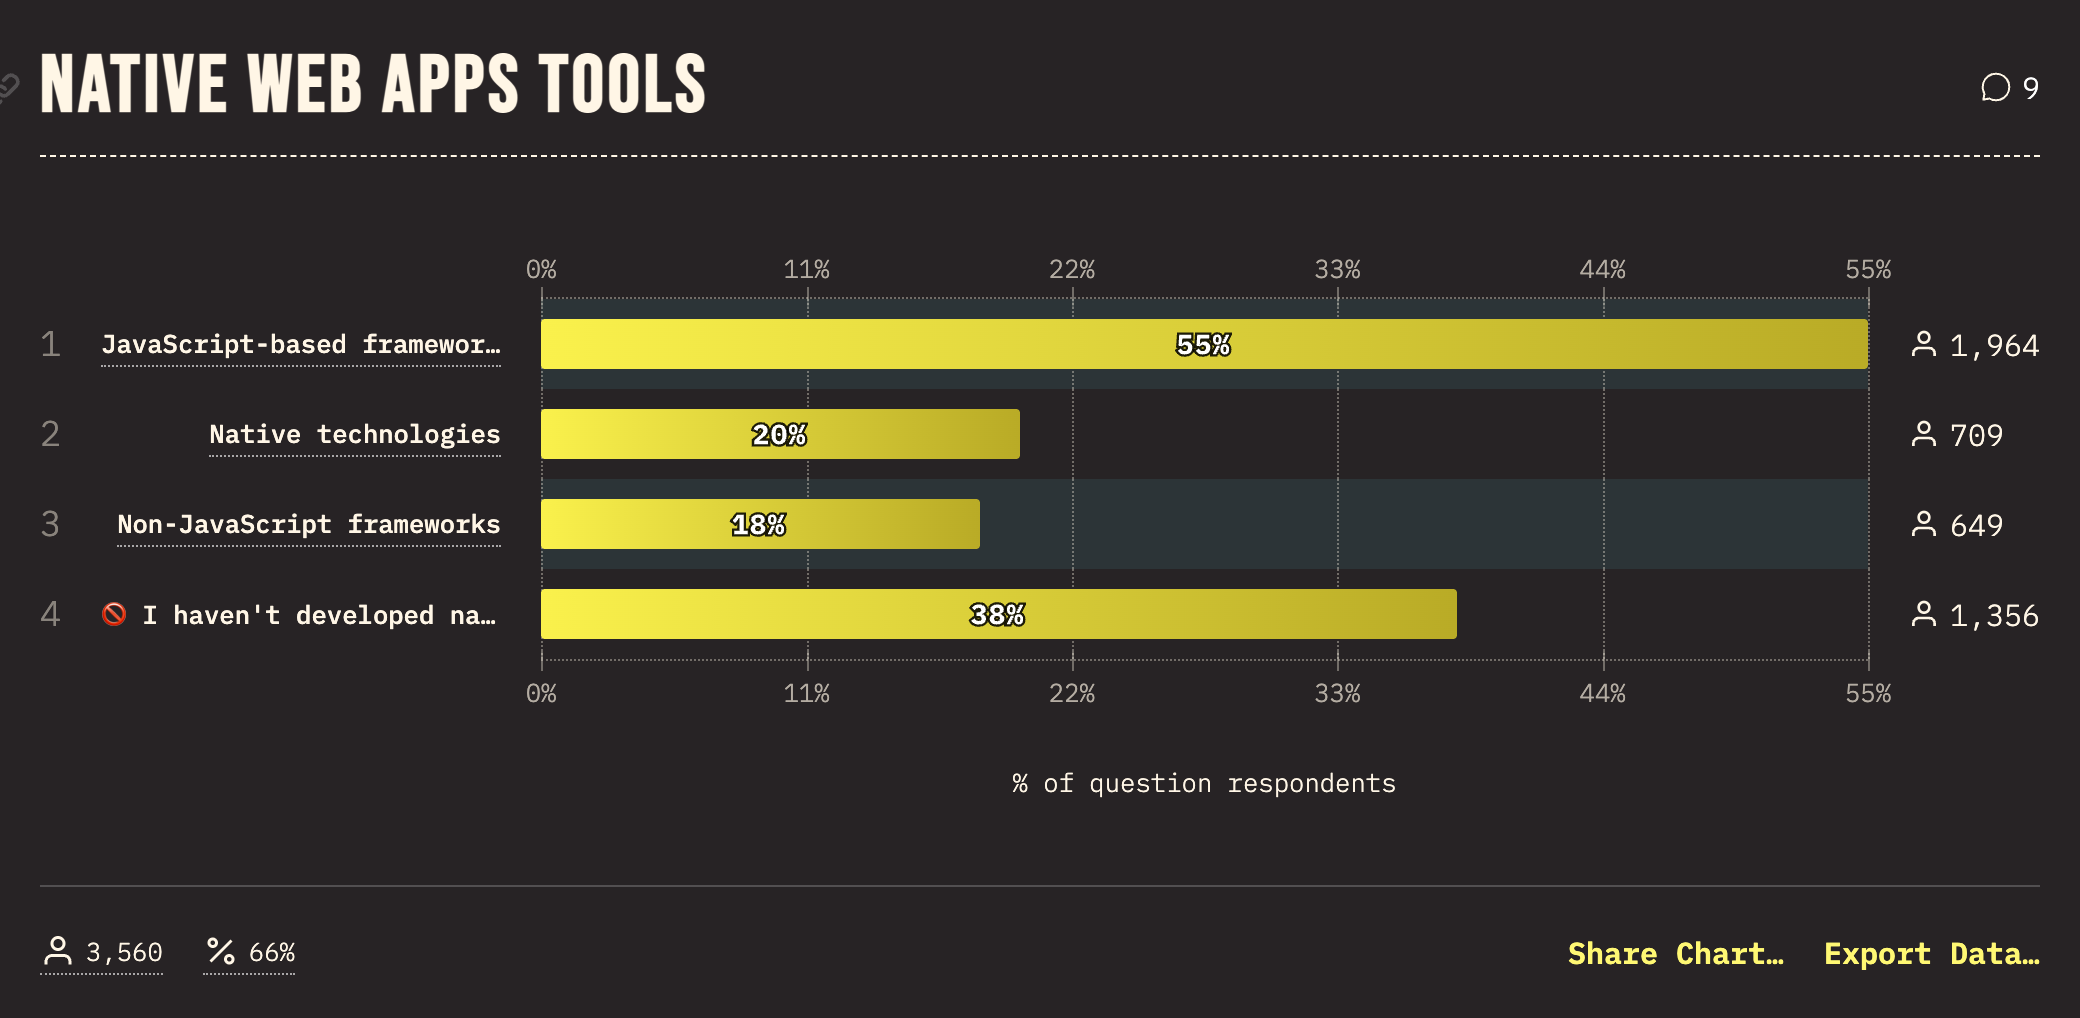 NATIVE WEB APPS TOOLS
9
0% 11% 22% 33% 44% 55%
1 JavaScript-based framewor… 55% 1,964
2 Native technologies 20% 709
3 Non-JavaScript frameworks 18% 649
4 🚫 I haven't developed na… 38% 1,356
0% 11% 22% 33% 44% 55%
% of question respondents
3,560 66% Share Chart… Export Data…